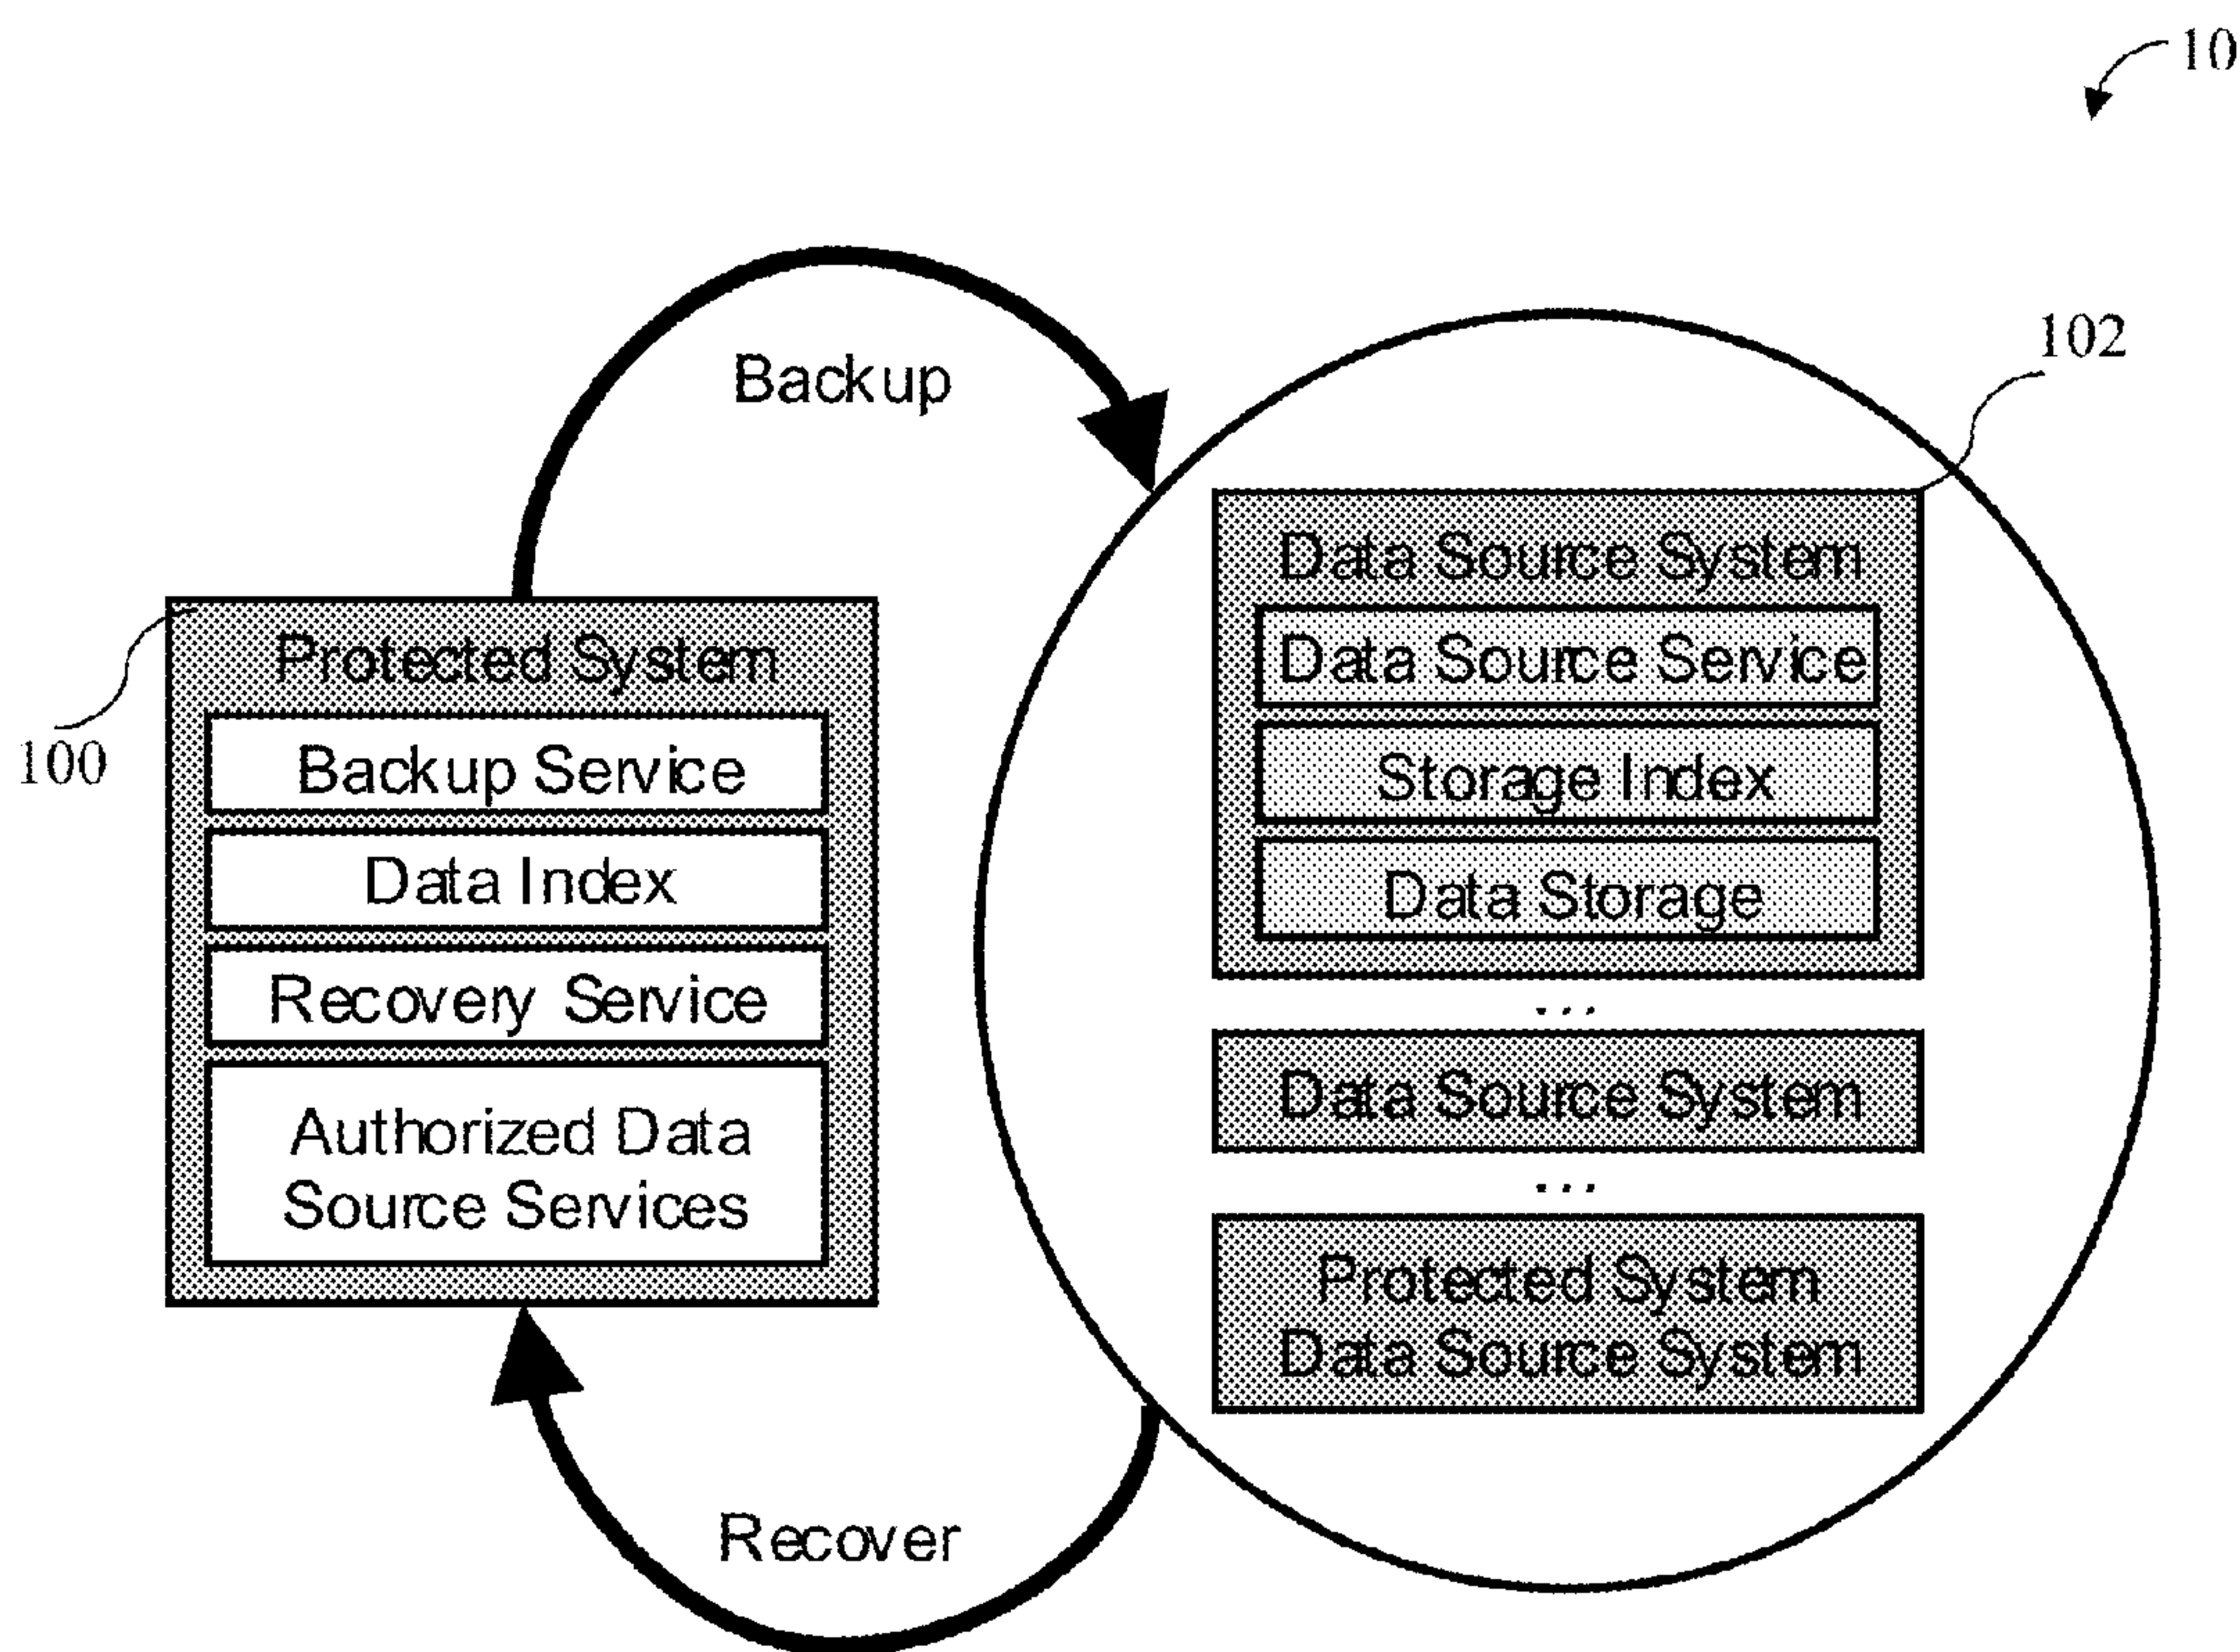 10
Backup
102
Data Source System
Data Source Service
Storage Index
Data Storage
...
Data Source System
...
Protected System
Data Source System
100
Protected System
Backup Service
Data Index
Recovery Service
Authorized Data
Source Services
Recover